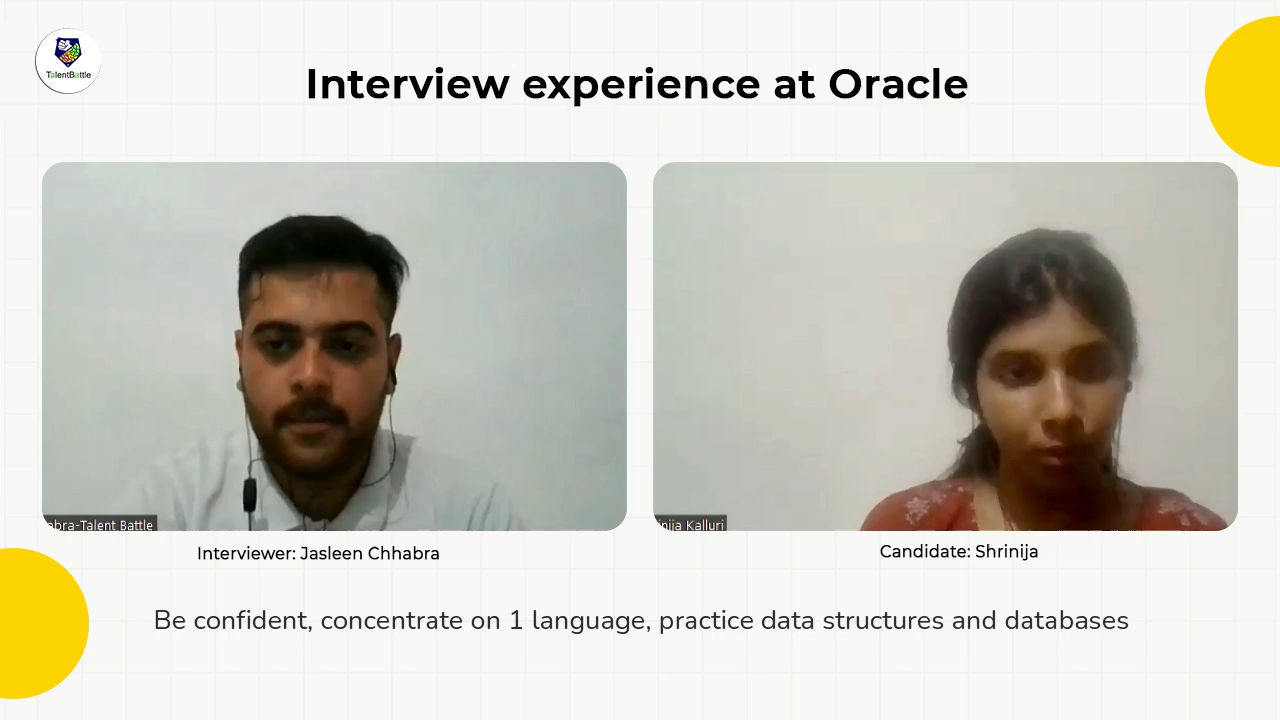 TalentBattle
Interview experience at Oracle
abra-Talent Battle
inija Kalluri
Interviewer: Jasleen Chhabra
Candidate: Shrinija
Be confident, concentrate on 1 language, practice data structures and databases